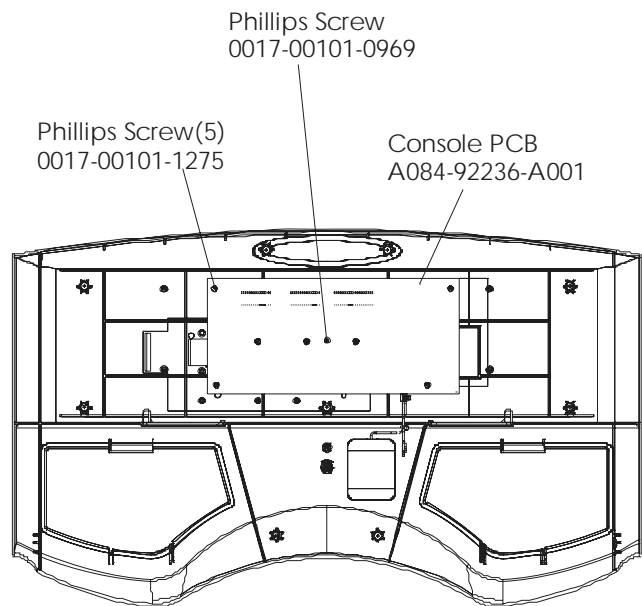 Phillips Screw
0017-00101-0969
Phillips Screw(5)
0017-00101-1275
Console PCB
A084-92236-A001